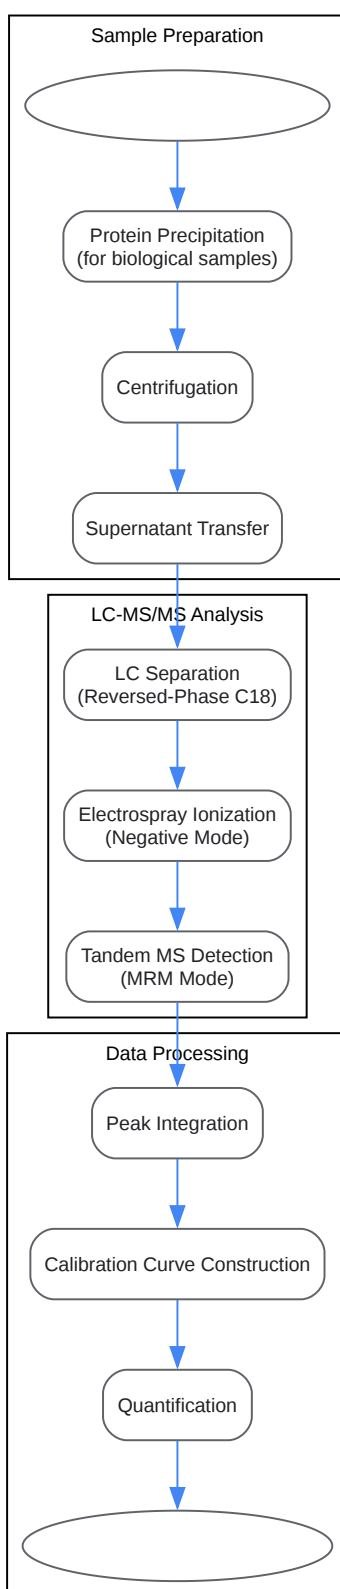 Sample Preparation
Protein Precipitation
(for biological samples)
Centrifugation
Supernatant Transfer
LC-MS/MS Analysis
LC Separation
(Reversed-Phase C18)
Electrospray Ionization
(Negative Mode)
Tandem MS Detection
(MRM Mode)
Data Processing
Peak Integration
Calibration Curve Construction
Quantification